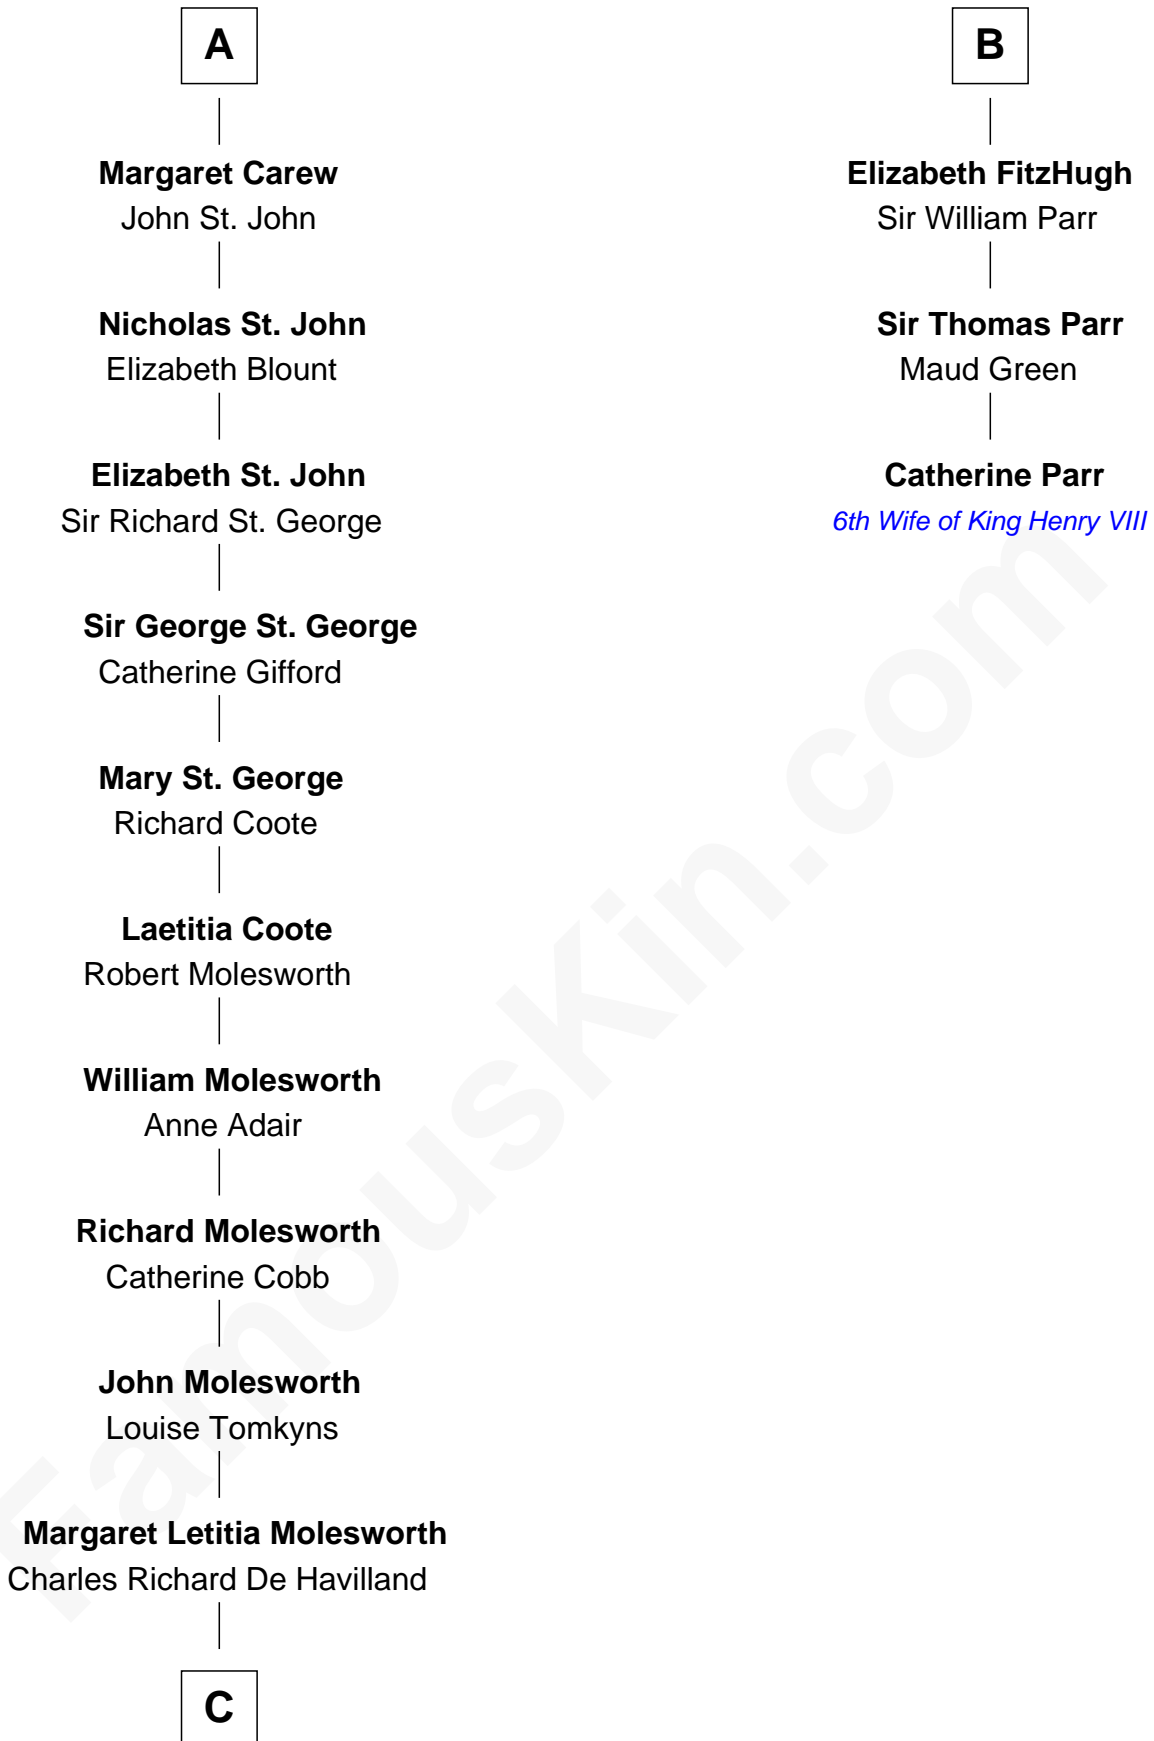 A
Margaret Carew
John St. John
Nicholas St. John
Elizabeth Blount
Elizabeth St. John
Sir Richard St. George
Sir George St. George
Catherine Gifford
Mary St. George
Richard Coote
Laetitia Coote
Robert Molesworth
William Molesworth
Anne Adair
Richard Molesworth
Catherine Cobb
John Molesworth
Louise Tomkyns
Margaret Letitia Molesworth
Charles Richard De Havilland
C
B
Elizabeth FitzHugh
Sir William Parr
Sir Thomas Parr
Maud Green
Catherine Parr
6th Wife of King Henry VIII
FamousKin.com